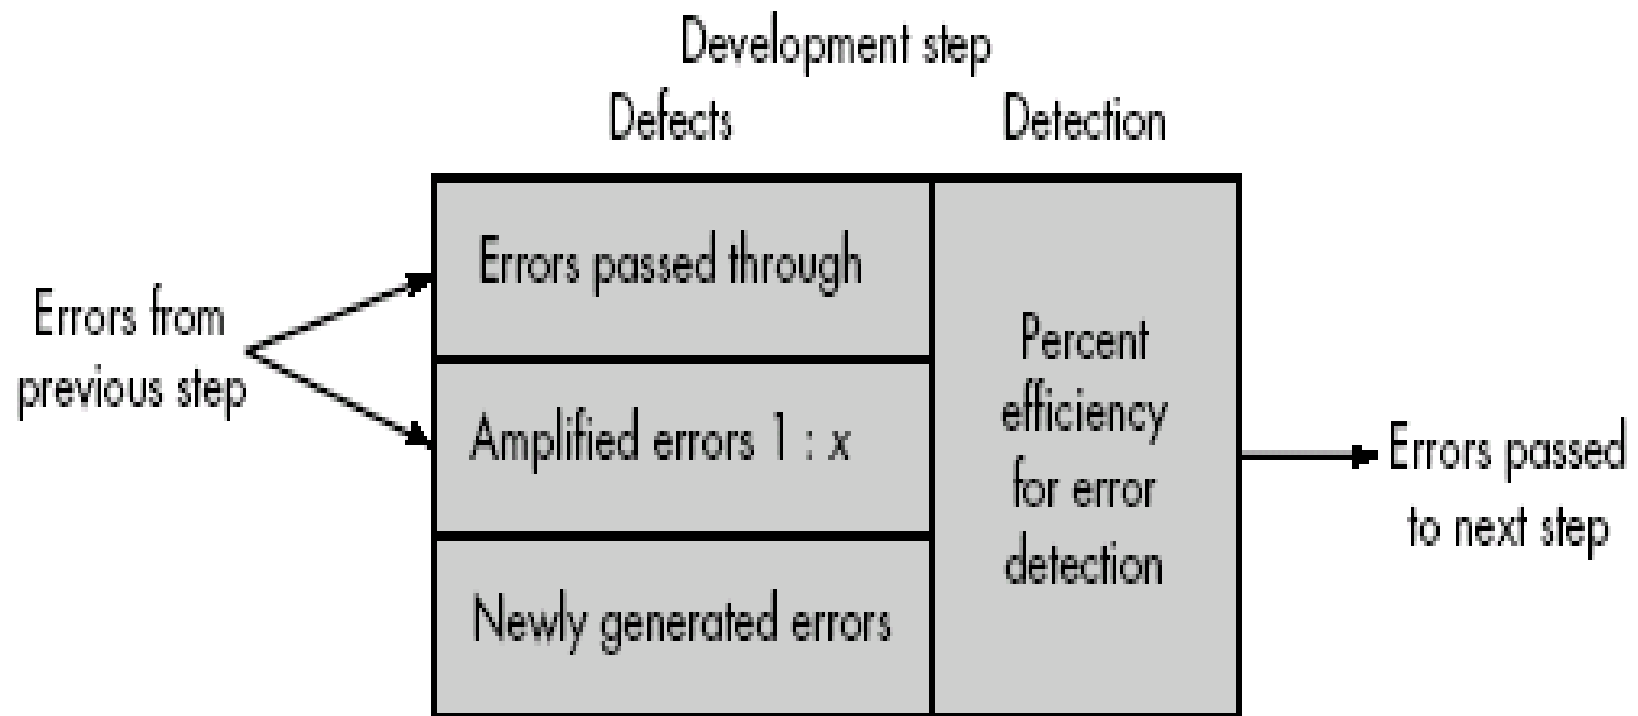 Development step
Defects
Detection
Errors from
previous step
Errors passed through
Amplified errors 1 : x
Newly generated errors
Percent
efficiency
for error
detection
Errors passed
to next step